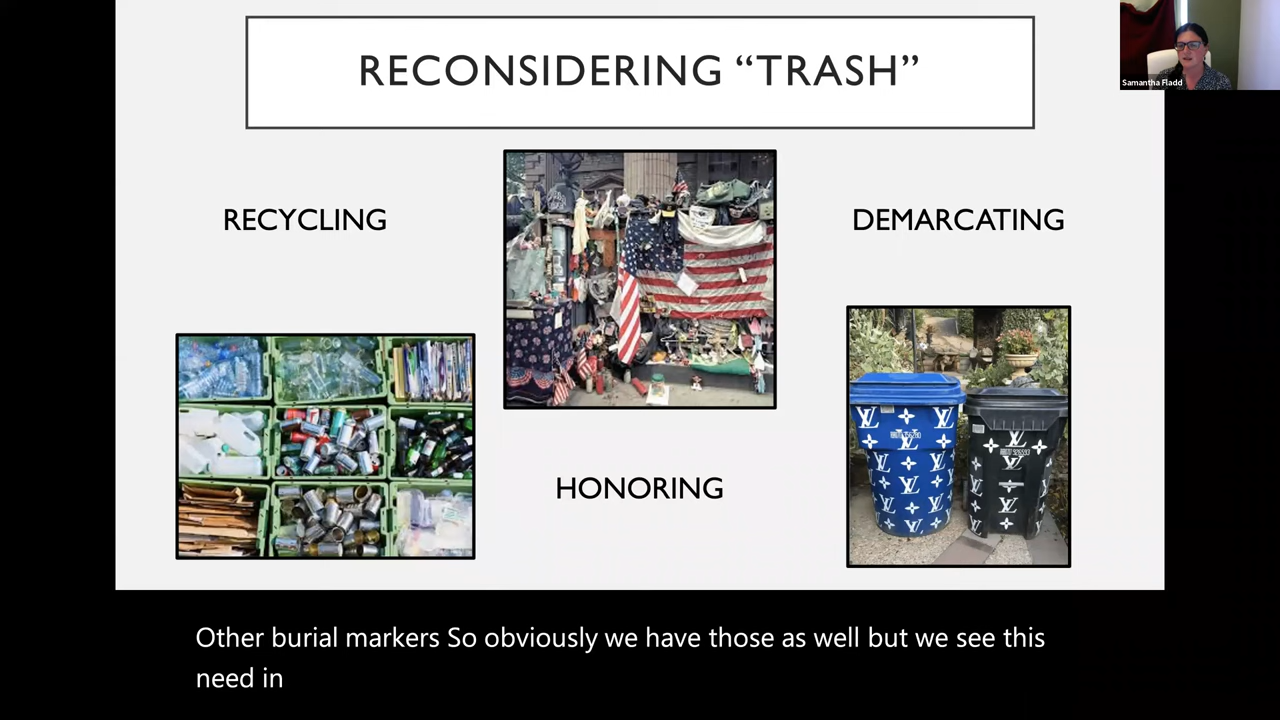 RECONSIDERING “TRASH”
Samantha Fladd
RECYCLING
DEMARCATING
HONORING
Other burial markers So obviously we have those as well but we see this
need in